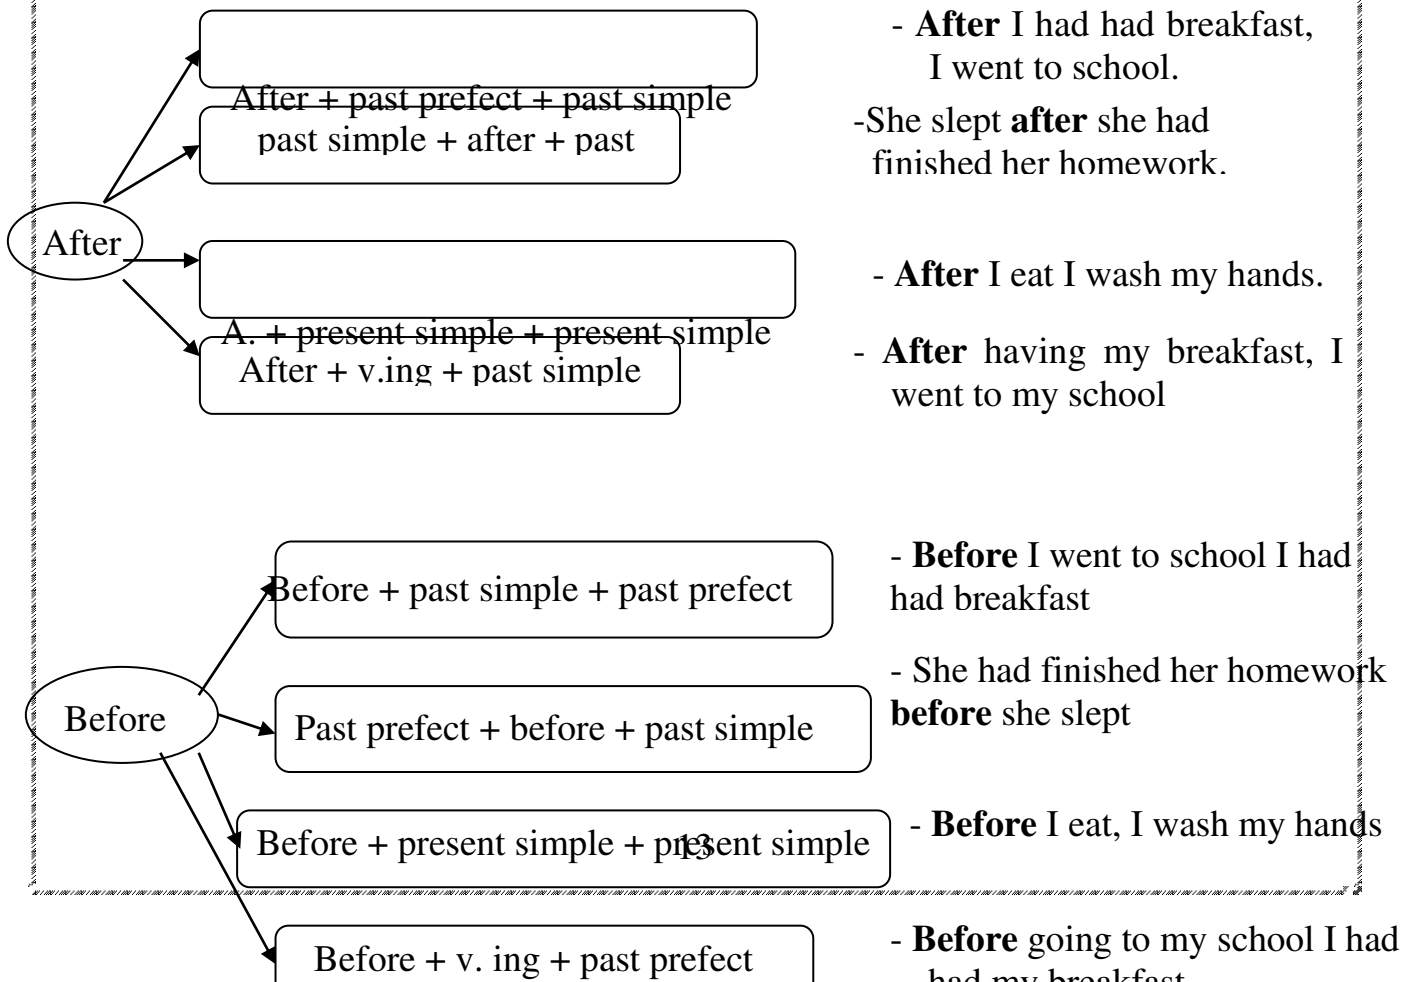 - After I had had breakfast,
I went to school.
After + past prefect + past simple
past simple + after + past
-She slept after she had
finished her homework.
After
- After I eat I wash my hands.
A. + present simple + present simple
After + v.ing + past simple
- After having my breakfast, I
went to my school
Before + past simple + past prefect
- Before I went to school I had
had breakfast
Before
Past prefect + before + past simple
- She had finished her homework
before she slept
Before + present simple + present simple
13
- Before I eat, I wash my hands
Before + v. ing + past prefect
- Before going to my school I had
had my breakfast